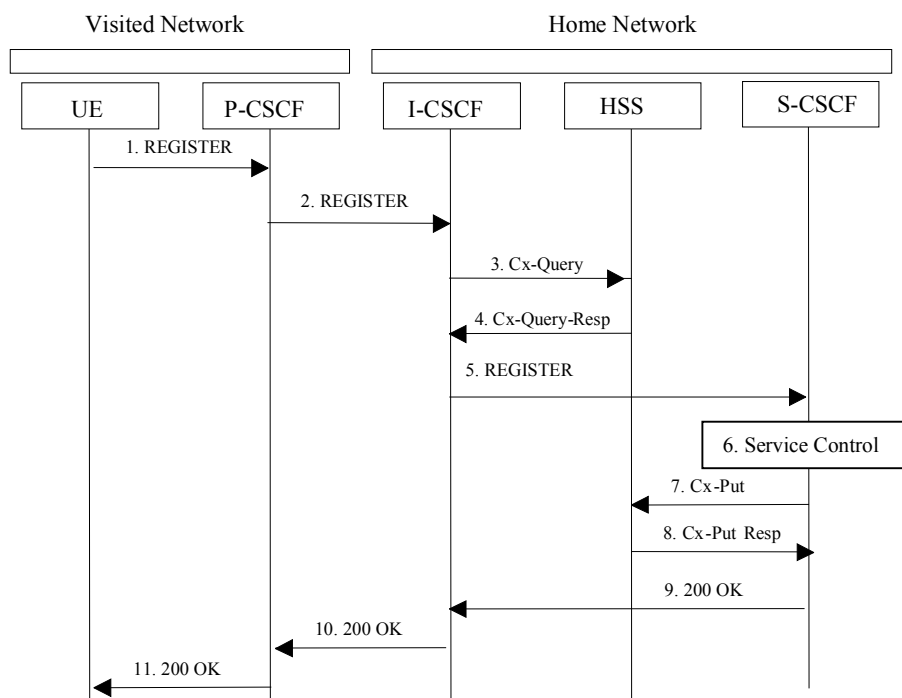 Visited Network
Home Network
UE
P-CSCF
I-CSCF
HSS
S-CSCF
1. REGISTER
2. REGISTER
3. Cx-Query
4. Cx-Query-Resp
5. REGISTER
6. Service Control
7. Cx-Put
8. Cx-Put Resp
9. 200 OK
10. 200 OK
11. 200 OK